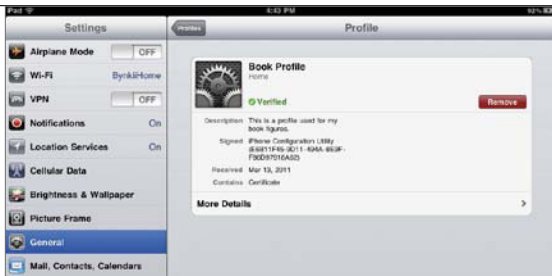 iPad 4:43 PM 92%
Settings
Profiles
Profile
Airplane Mode OFF
Wi-Fi BynkiiHome
VPN OFF
Notifications On
Location Services On
Cellular Data
Brightness & Wallpaper
Picture Frame
General
Mail, Contacts, Calendars
Book Profile
Home
Verified
Remove
Description This is a profile used for my
book figures.
Signed iPhone Configuration Utility
Received Mar 13, 2011
Contains Certificate
More Details